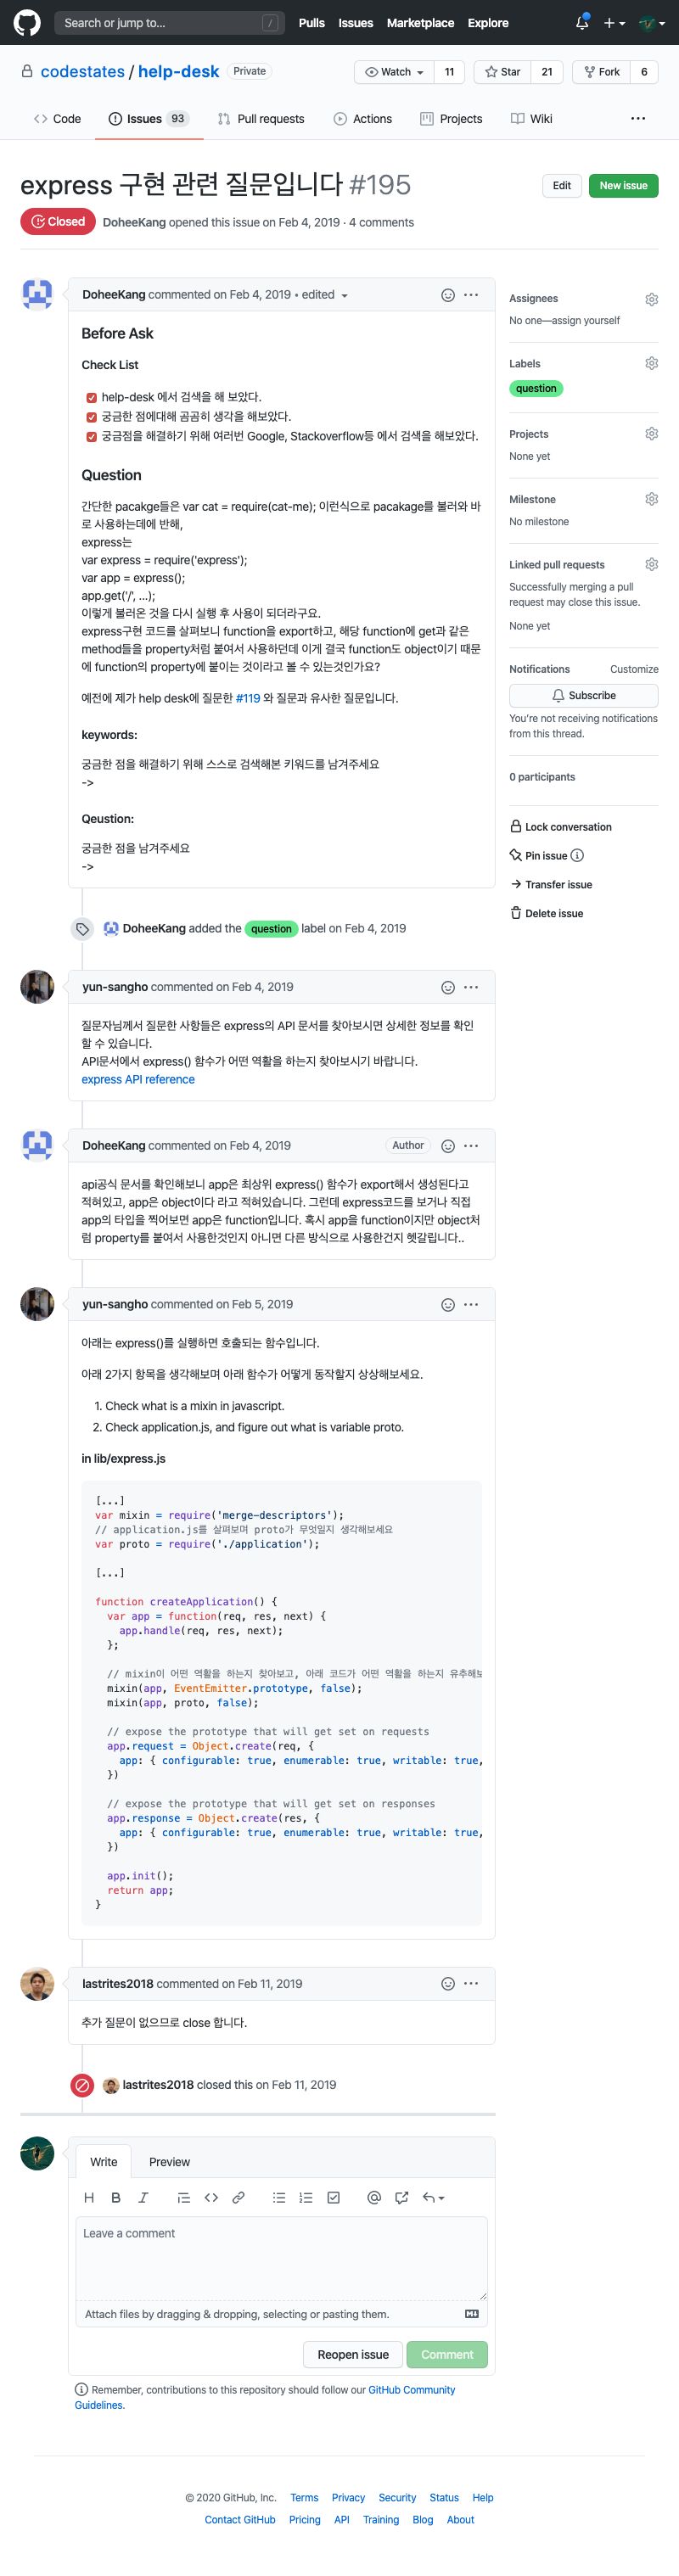 Search or jump to... /
Pulls Issues Marketplace Explore
codestates / help-desk Private
Watch 11 Star 21 Fork 6
Code Issues 93 Pull requests Actions Projects Wiki ...
express 구현 관련 질문입니다 #195
Edit New issue
Closed DoheeKang opened this issue on Feb 4, 2019 · 4 comments
DoheeKang commented on Feb 4, 2019 • edited
Before Ask
Check List
help-desk 에서 검색을 해 보았다.
궁금한 점에대해 곰곰히 생각을 해보았다.
궁금점을 해결하기 위해 여러번 Google, Stackoverflow등 에서 검색을 해보았다.
Question
간단한 pacakge들은 var cat = require(cat-me); 이런식으로 pacakage를 불러와 바
로 사용하는데에 반해,
express는
var express = require('express');
var app = express();
app.get('/', ...);
이렇게 불러온 것을 다시 실행 후 사용이 되더라구요.
express구현 코드를 살펴보니 function을 export하고, 해당 function에 get과 같은
method들을 property처럼 붙여서 사용하던데 이게 결국 function도 object이기 때문
에 function의 property에 붙이는 것이라고 볼 수 있는것인가요?
예전에 제가 help desk에 질문한 #119 와 질문과 유사한 질문입니다.
keywords:
궁금한 점을 해결하기 위해 스스로 검색해본 키워드를 남겨주세요
->
Qeustion:
궁금한 점을 남겨주세요
->
Assignees
No one—assign yourself
Labels
question
Projects
None yet
Milestone
No milestone
Linked pull requests
Successfully merging a pull
request may close this issue.
None yet
Notifications Customize
Subscribe
You're not receiving notifications
from this thread.
0 participants
Lock conversation
Pin issue
Transfer issue
Delete issue
DoheeKang added the question label on Feb 4, 2019
yun-sangho commented on Feb 4, 2019
질문자님께서 질문한 사항들은 express의 API 문서를 찾아보시면 상세한 정보를 확인
할 수 있습니다.
API문서에서 express() 함수가 어떤 역활을 하는지 찾아보시기 바랍니다.
express API reference
DoheeKang commented on Feb 4, 2019 Author
api공식 문서를 확인해보니 app은 최상위 express() 함수가 export해서 생성된다고
적혀있고, app은 object이다 라고 적혀있습니다. 그런데 express코드를 보거나 직접
app의 타입을 찍어보면 app은 function입니다. 혹시 app을 function이지만 object처
럼 property를 붙여서 사용한것인지 아니면 다른 방식으로 사용한건지 헷갈립니다..
yun-sangho commented on Feb 5, 2019
아래는 express()를 실행하면 호출되는 함수입니다.
아래 2가지 항목을 생각해보며 아래 함수가 어떻게 동작할지 상상해보세요.
1. Check what is a mixin in javascript.
2. Check application.js, and figure out what is variable proto.
in lib/express.js
[...]
var mixin = require('merge-descriptors');
// application.js를 살펴보며 proto가 무엇일지 생각해보세요
var proto = require('./application');
[...]
function createApplication() {
var app = function(req, res, next) {
app.handle(req, res, next);
};
// mixin이 어떤 역활을 하는지 찾아보고, 아래 코드가 어떤 역활을 하는지 유추해보
mixin(app, EventEmitter.prototype, false);
mixin(app, proto, false);
// expose the prototype that will get set on requests
app.request = Object.create(req, {
app: { configurable: true, enumerable: true, writable: true,
})
// expose the prototype that will get set on responses
app.response = Object.create(res, {
app: { configurable: true, enumerable: true, writable: true,
})
app.init();
return app;
}
lastrites2018 commented on Feb 11, 2019
추가 질문이 없으므로 close 합니다.
lastrites2018 closed this on Feb 11, 2019
Write Preview
Leave a comment
Attach files by dragging & dropping, selecting or pasting them.
Reopen issue Comment
Remember, contributions to this repository should follow our GitHub Community
Guidelines.
© 2020 GitHub, Inc. Terms Privacy Security Status Help
Contact GitHub Pricing API Training Blog About